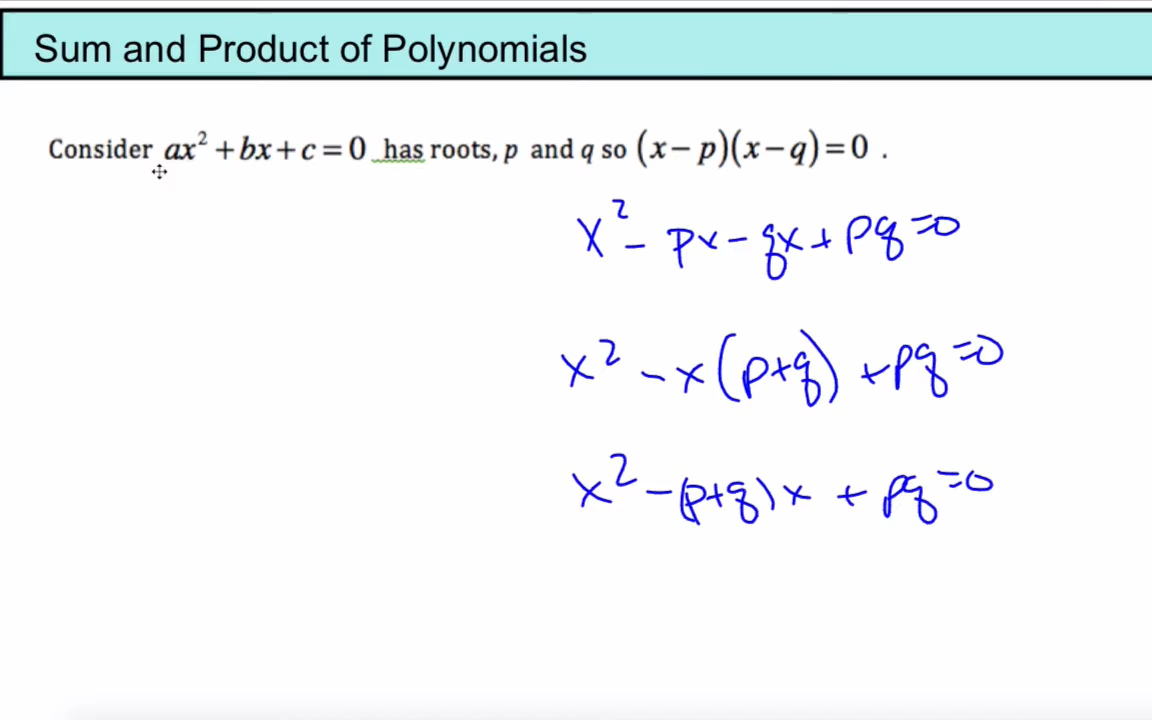 Sum and Product of Polynomials
Consider ax² + bx + c = 0 has roots, p and q so (x − p)(x − q) = 0 .
x² − px − qx + pq = 0
x² − x(p+q) + pq = 0
x² − (p+q)x + pq = 0